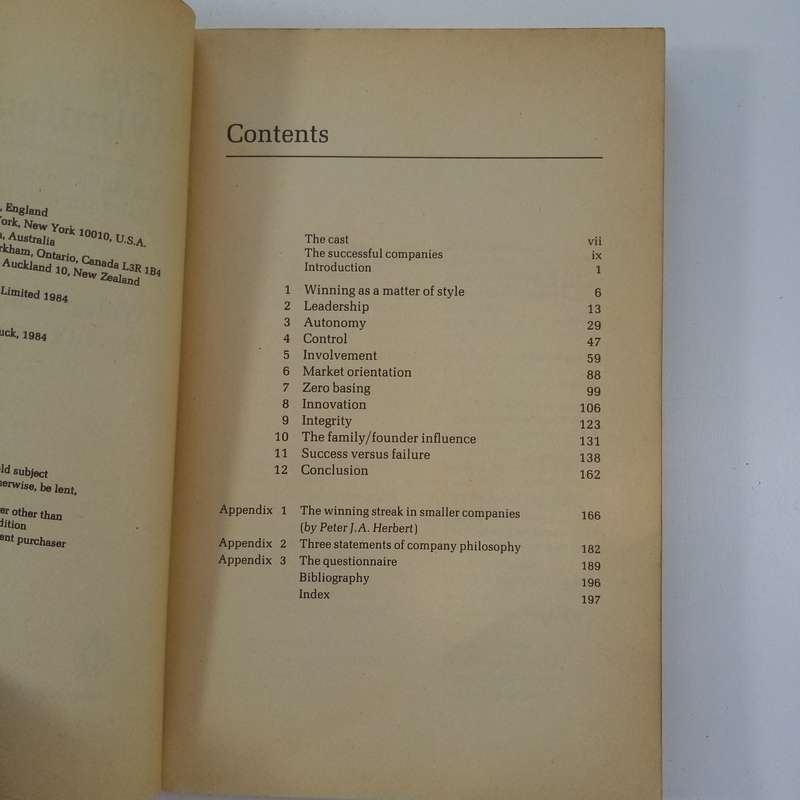 , England
York, New York 10010, U.S.A.
, Australia
rkham, Ontario, Canada L3R 1B4
Auckland 10, New Zealand
Limited 1984
uck, 1984
ld subject
erwise, be lent,
er other than
dition
ent purchaser
Contents
The cast vii
The successful companies ix
Introduction 1
1 Winning as a matter of style 6
2 Leadership 13
3 Autonomy 29
4 Control 47
5 Involvement 59
6 Market orientation 88
7 Zero basing 99
8 Innovation 106
9 Integrity 123
10 The family/founder influence 131
11 Success versus failure 138
12 Conclusion 162
Appendix 1 The winning streak in smaller companies 166
(by Peter J.A. Herbert)
Appendix 2 Three statements of company philosophy 182
Appendix 3 The questionnaire 189
Bibliography 196
Index 197